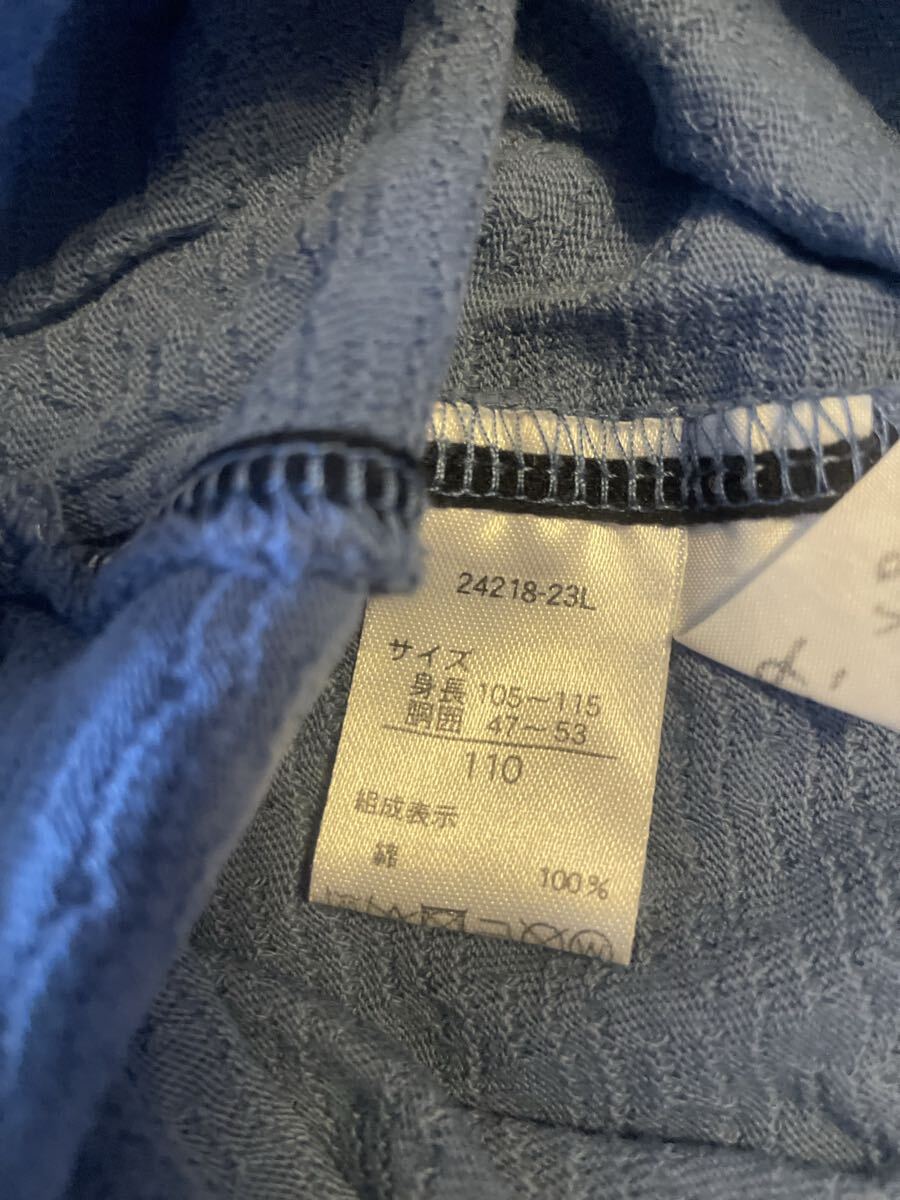 24218-23L
サイズ
身長 105～115
胴囲 47～53
110
組成表示
綿 100%
W